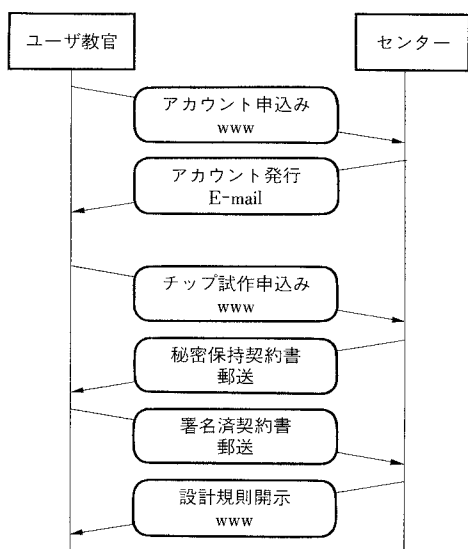 ユーザ教官
センター
アカウント申込み
www
アカウント発行
E-mail
チップ試作申込み
www
秘密保持契約書
郵送
署名済契約書
郵送
設計規則開示
www